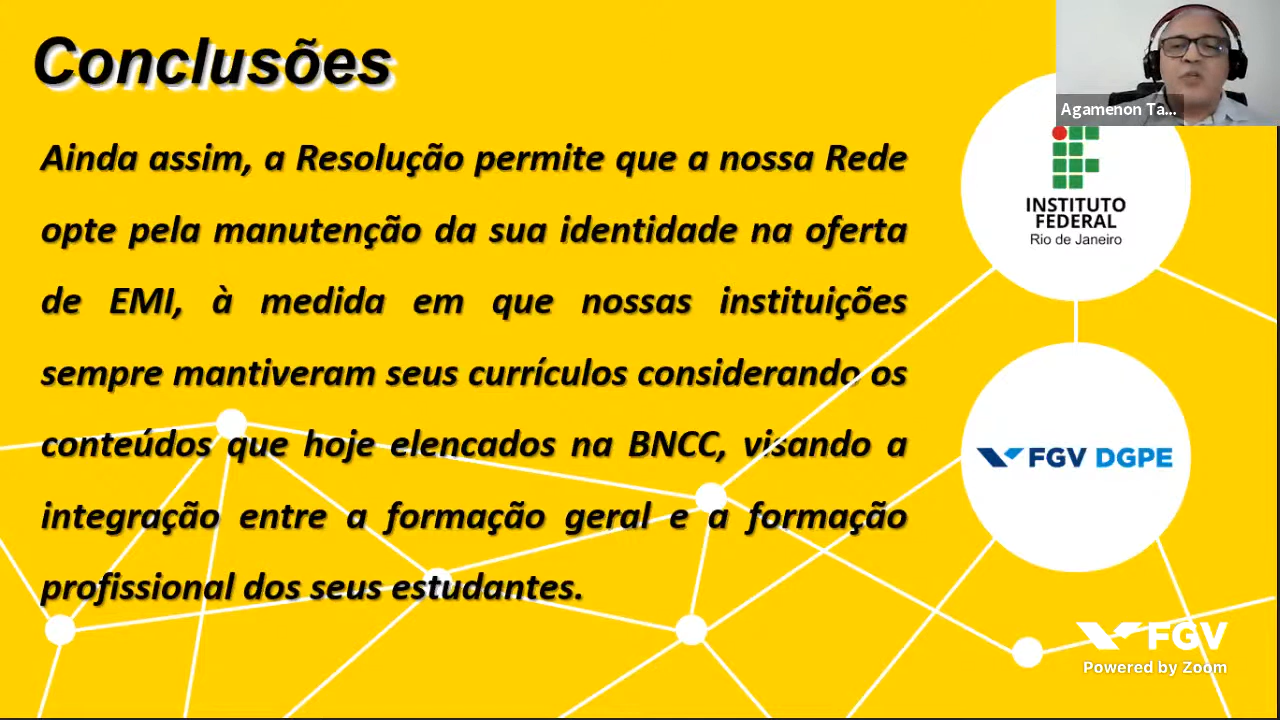 Conclusões
Ainda assim, a Resolução permite que a nossa Rede
opte pela manutenção da sua identidade na oferta
de EMI, à medida em que nossas instituições
sempre mantiveram seus currículos considerando os
conteúdos que hoje elencados na BNCC, visando a
integração entre a formação geral e a formação
profissional dos seus estudantes.
Agamenon Ta...
INSTITUTO
FEDERAL
Rio de Janeiro
FGV DGPE
FGV
Powered by Zoom